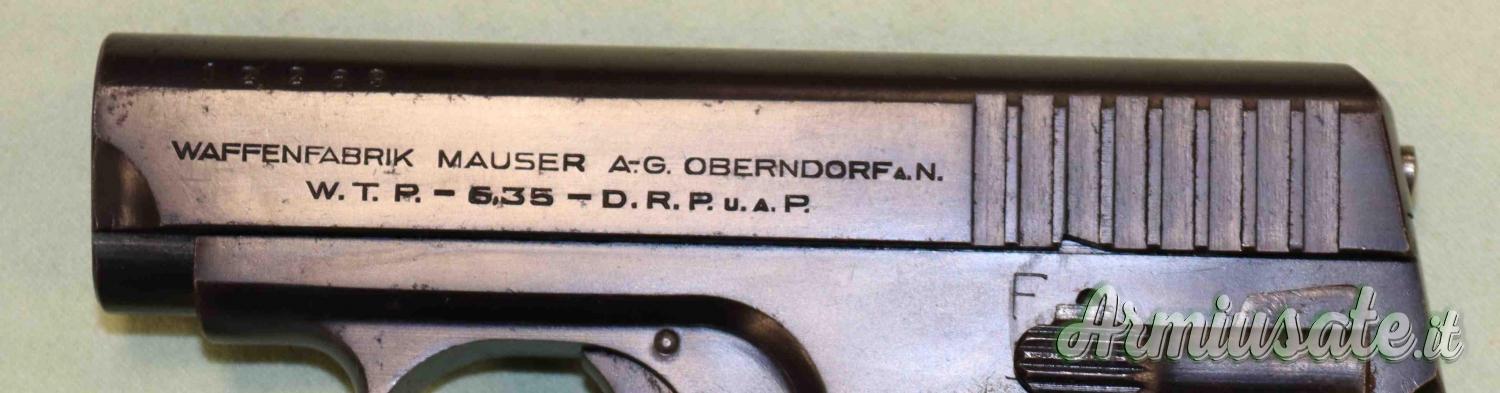 WAFFENFABRIK MAUSER A.-G. OBERNDORF A. N.
W. T. P. - 6,35 - D. R. P. U. A. P.
F
Armiusate.it